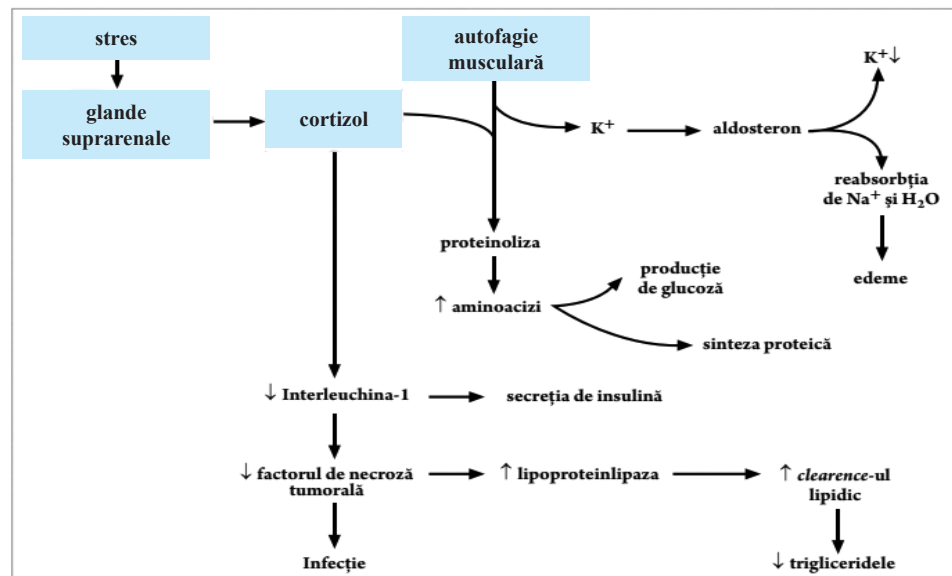 stres
autofagie
musculară
K⁺↓
glande
suprarenale
cortizol
K⁺
aldosteron
reabsorbția
de Na⁺ și H₂O
proteinoliza
edeme
producție
de glucoză
↑ aminoacizi
sinteza proteică
↓ Interleuchina-1
secreția de insulină
↓ factorul de necroză
tumorală
↑ lipoproteinlipaza
↑ clearence-ul
lipidic
Infecție
↓ trigliceridele